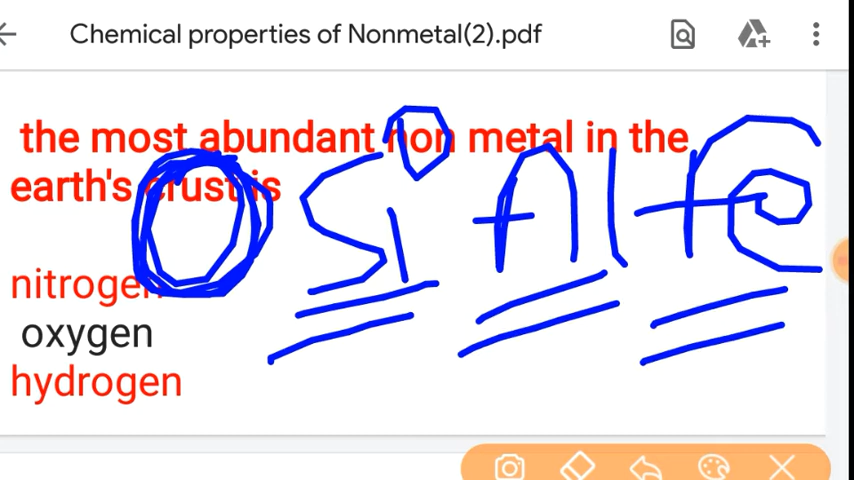 Chemical properties of Nonmetal(2).pdf
the most abundant non metal in the
earth's crust is
O Si Al Fe
nitrogen
oxygen
hydrogen